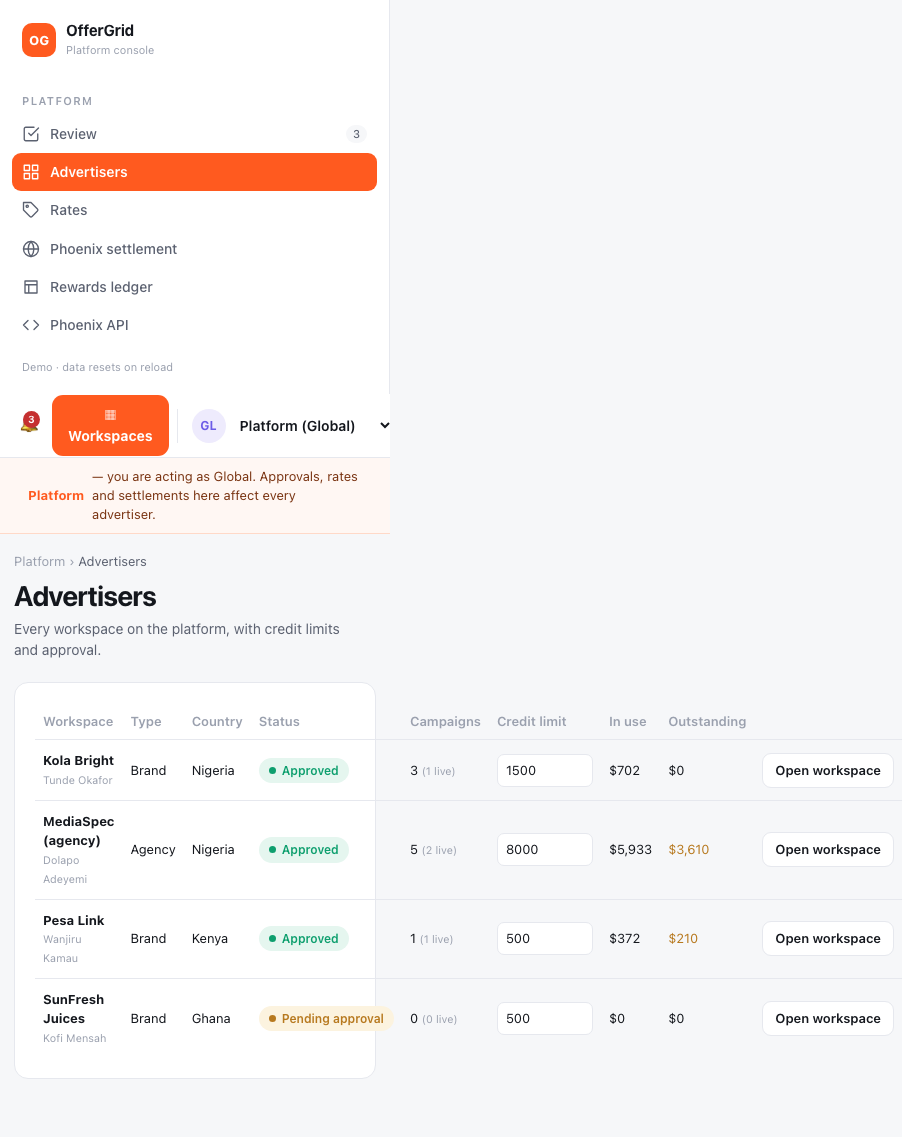 OG
OfferGrid
Platform console
PLATFORM
Review 3
Advertisers
Rates
Phoenix settlement
Rewards ledger
Phoenix API
Demo · data resets on reload
3
Workspaces
GL Platform (Global)
Platform — you are acting as Global. Approvals, rates
and settlements here affect every
advertiser.
Platform › Advertisers
Advertisers
Every workspace on the platform, with credit limits
and approval.
Workspace Type Country Status Campaigns Credit limit In use Outstanding
Kola Bright
Tunde Okafor
Brand Nigeria Approved 3 (1 live) 1500 $702 $0 Open workspace
MediaSpec
(agency)
Dolapo
Adeyemi
Agency Nigeria Approved 5 (2 live) 8000 $5,933 $3,610 Open workspace
Pesa Link
Wanjiru
Kamau
Brand Kenya Approved 1 (1 live) 500 $372 $210 Open workspace
SunFresh
Juices
Kofi Mensah
Brand Ghana Pending approval 0 (0 live) 500 $0 $0 Open workspace